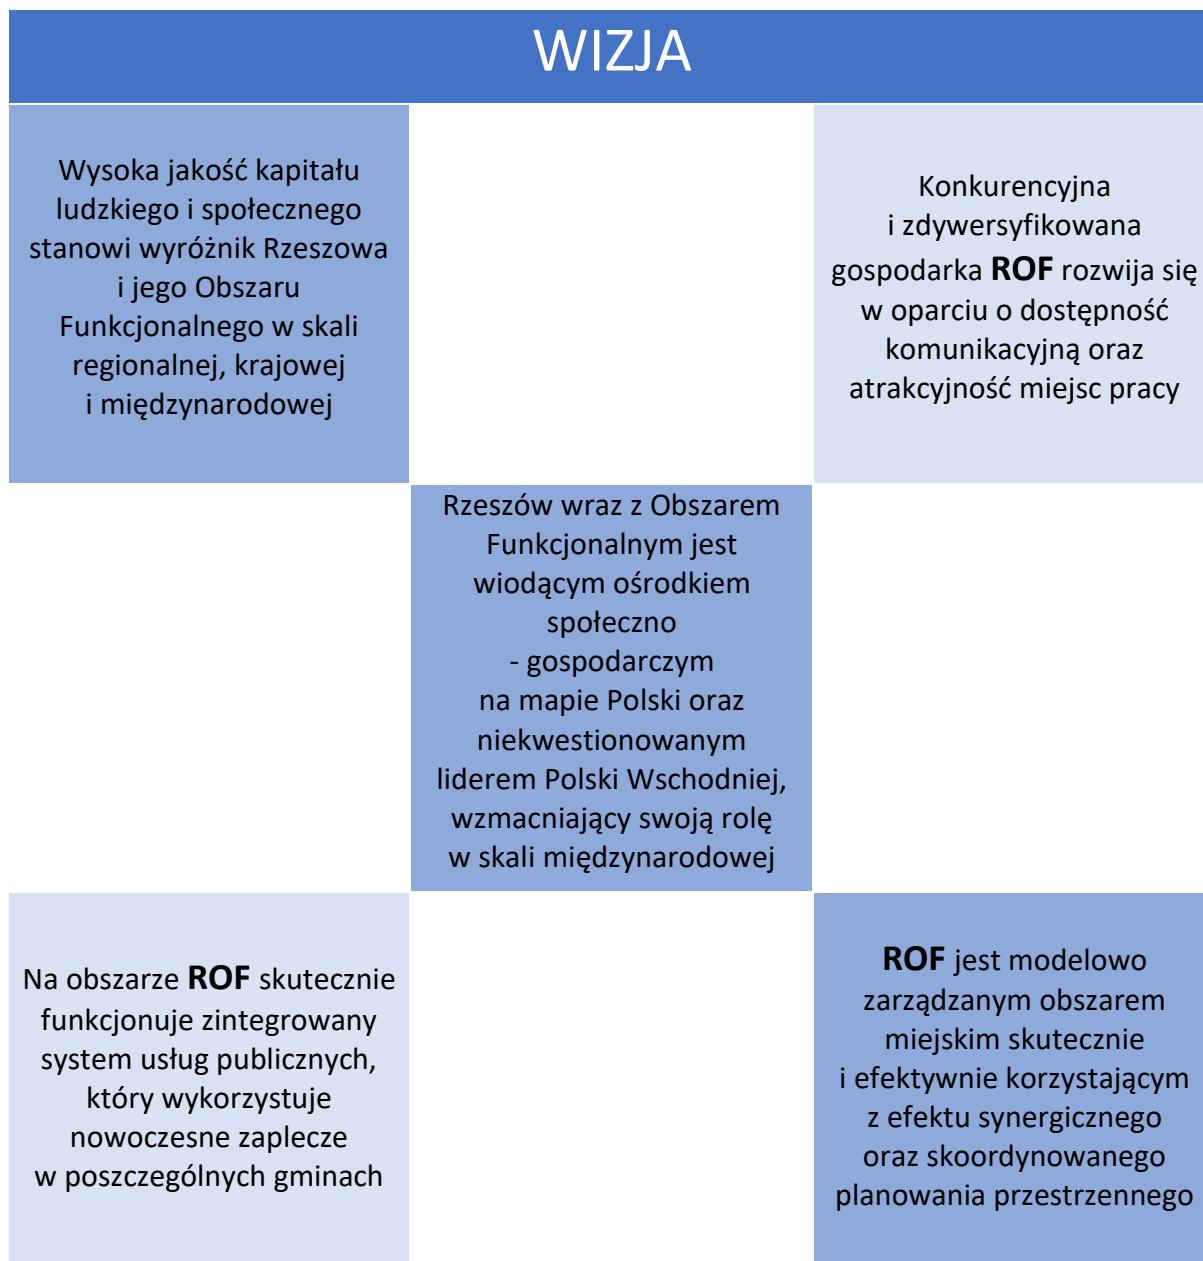 WIZJA
Wysoka jakość kapitału
ludzkiego i społecznego
stanowi wyróżnik Rzeszowa
i jego Obszaru
Funkcjonalnego w skali
regionalnej, krajowej
i międzynarodowej
Konkurencyjna
i zdywersyfikowana
gospodarka ROF rozwija się
w oparciu o dostępność
komunikacyjną oraz
atrakcyjność miejsc pracy
Rzeszów wraz z Obszarem
Funkcjonalnym jest
wiodącym ośrodkiem
społeczno
- gospodarczym
na mapie Polski oraz
niekwestionowanym
liderem Polski Wschodniej,
wzmacniający swoją rolę
w skali międzynarodowej
Na obszarze ROF skutecznie
funkcjonuje zintegrowany
system usług publicznych,
który wykorzystuje
nowoczesne zaplecze
w poszczególnych gminach
ROF jest modelowo
zarządzanym obszarem
miejskim skutecznie
i efektywnie korzystającym
z efektu synergicznego
oraz skoordynowanego
planowania przestrzennego